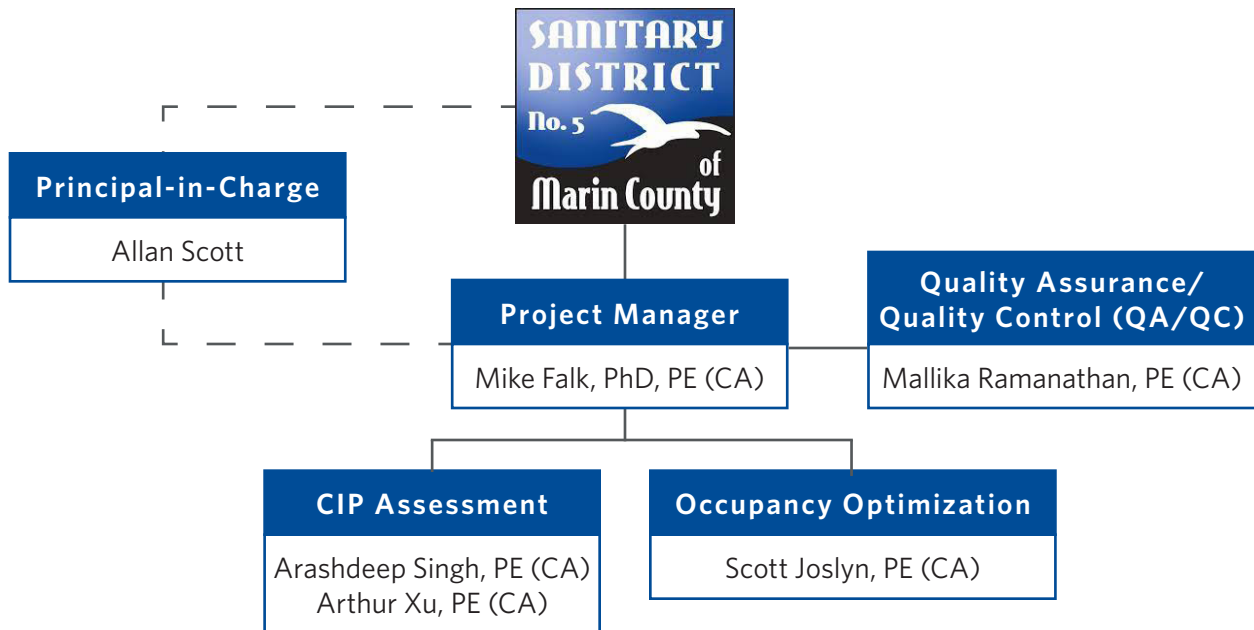 SANITARY
DISTRICT
No. 5
of
Marin County
Principal-in-Charge
Allan Scott
Project Manager
Mike Falk, PhD, PE (CA)
Quality Assurance/
Quality Control (QA/QC)
Mallika Ramanathan, PE (CA)
CIP Assessment
Arashdeep Singh, PE (CA)
Arthur Xu, PE (CA)
Occupancy Optimization
Scott Joslyn, PE (CA)